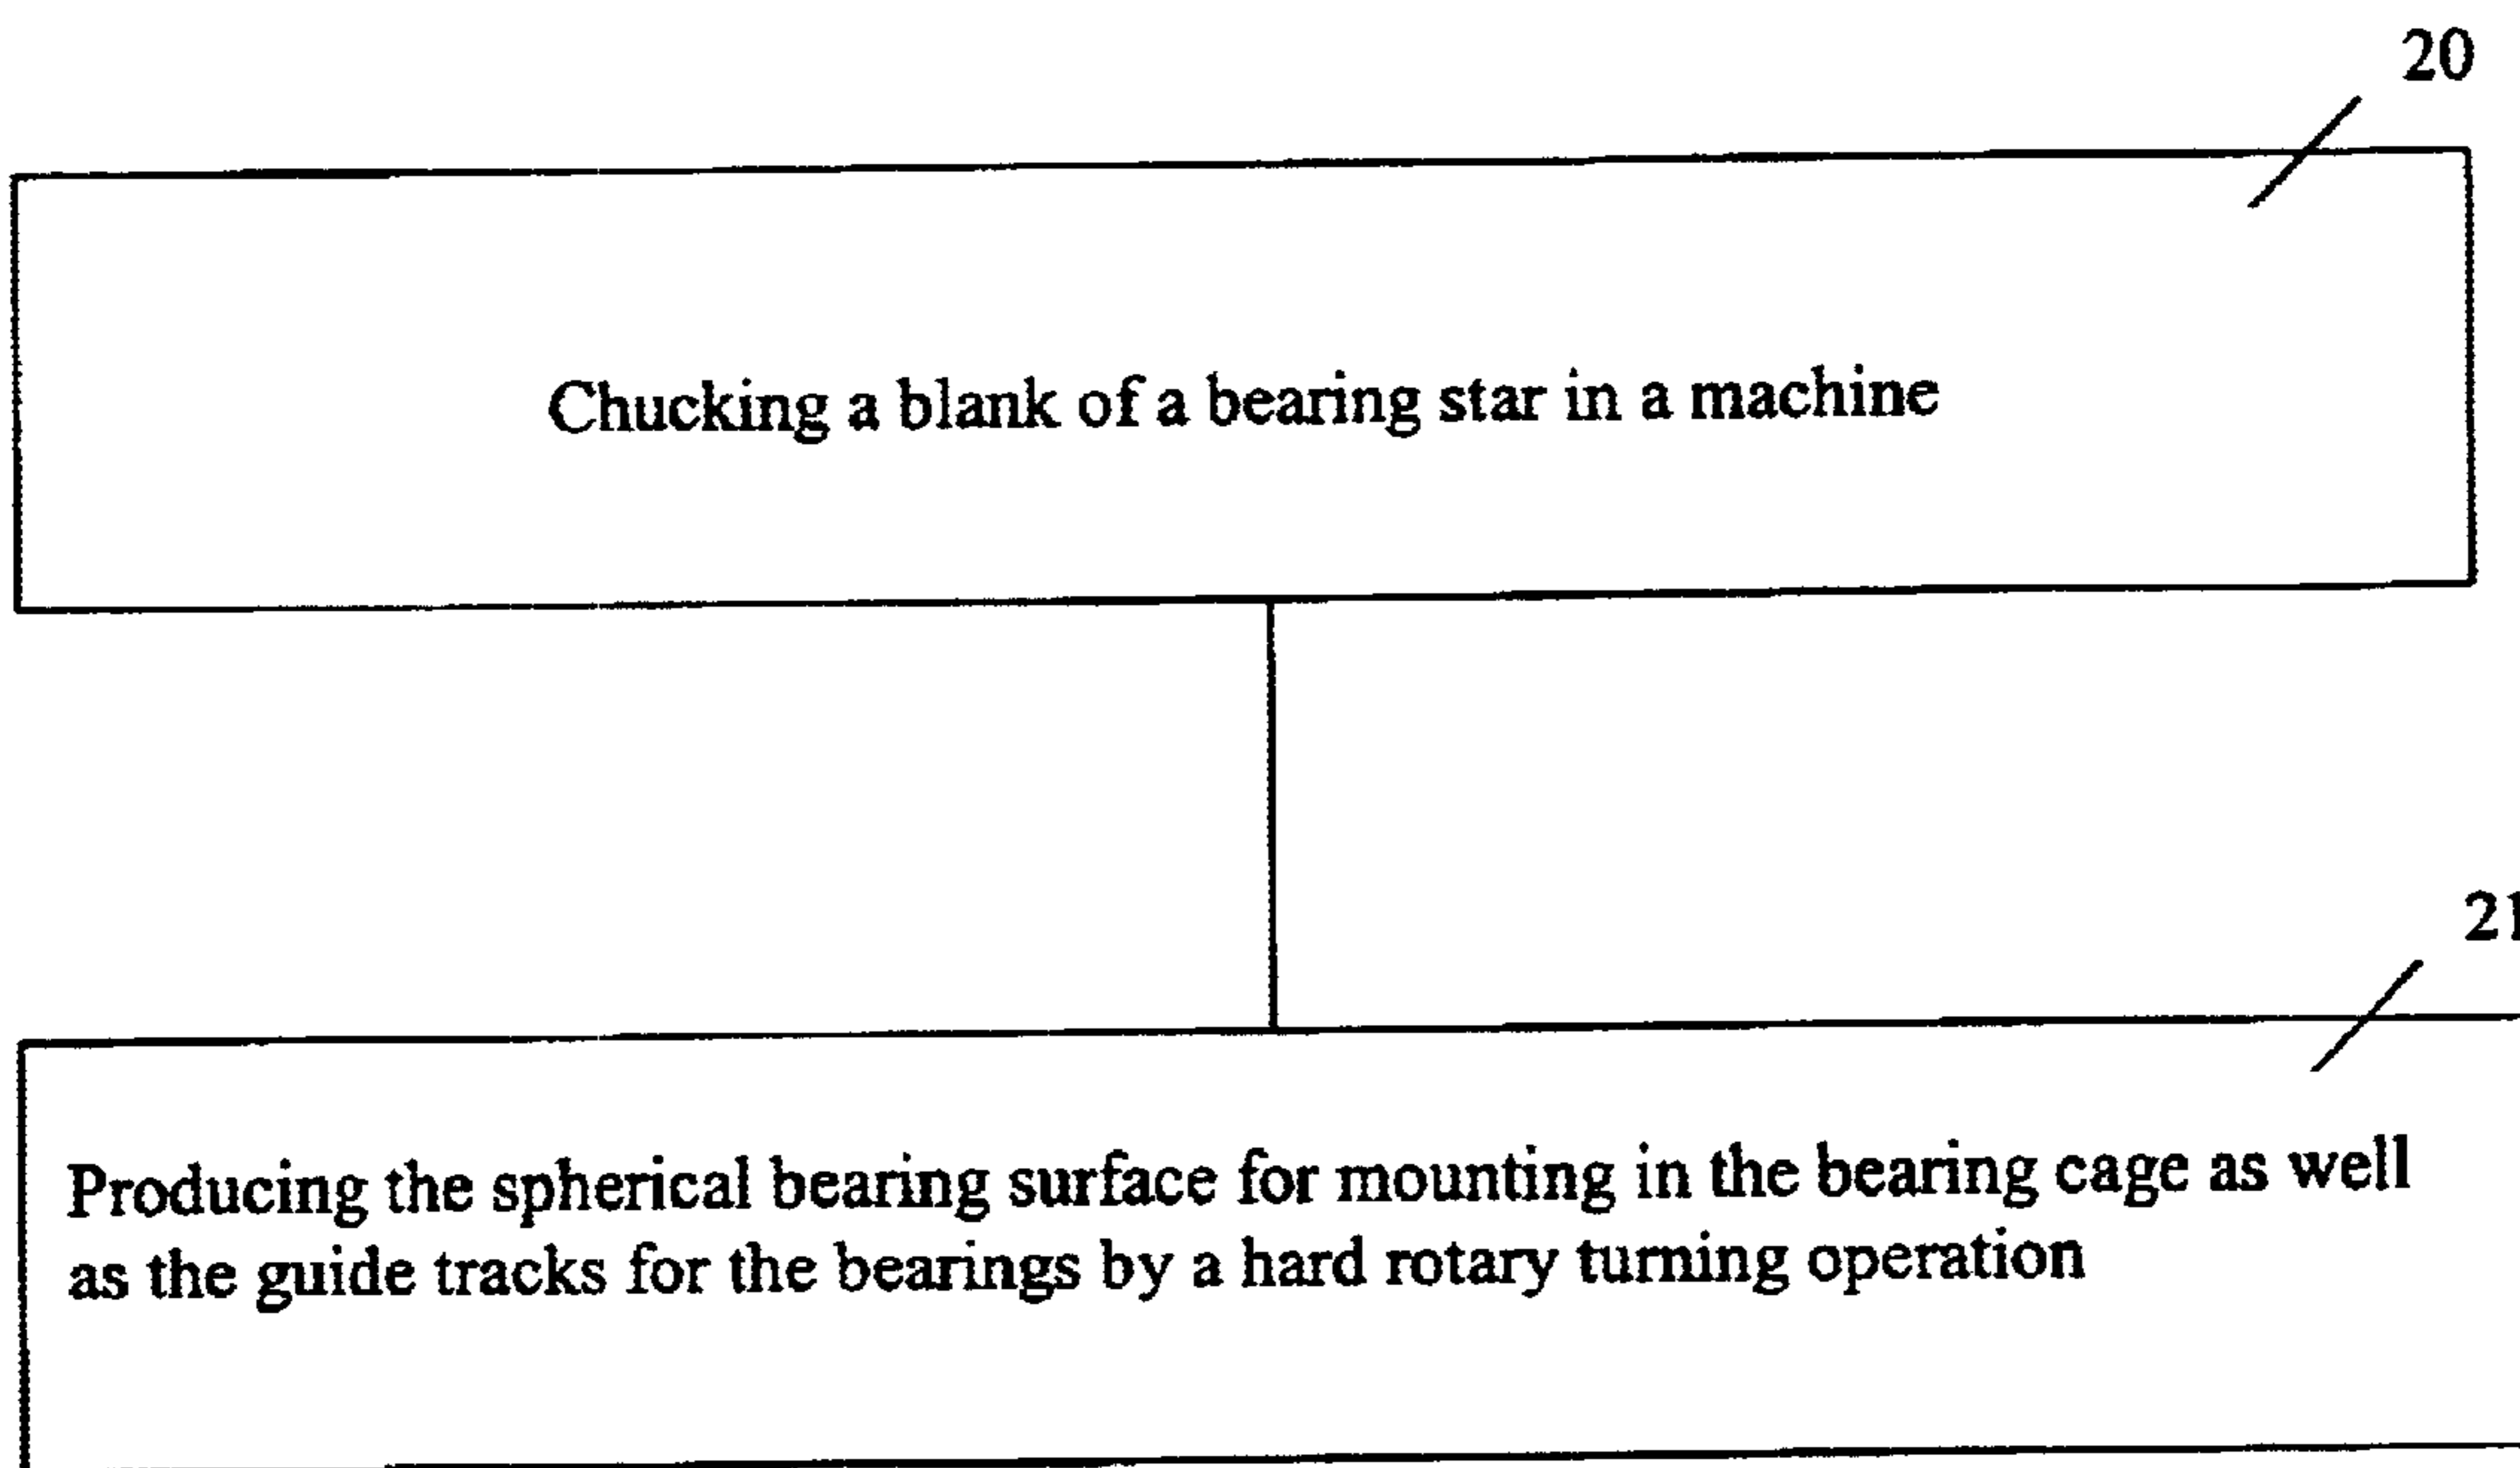 20
Chucking a blank of a bearing star in a machine
21
Producing the spherical bearing surface for mounting in the bearing cage as well
as the guide tracks for the bearings by a hard rotary turning operation